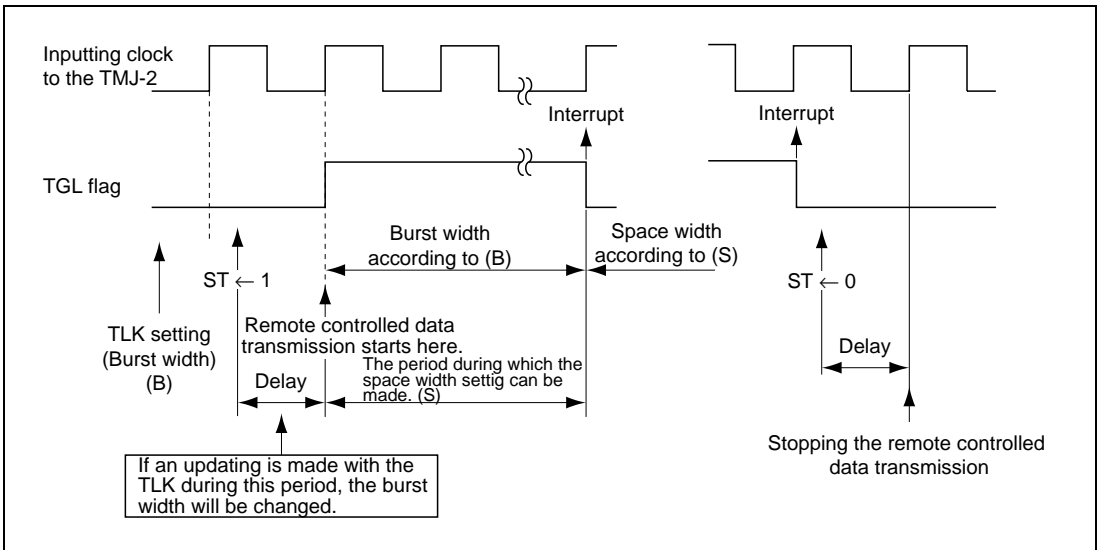 Inputting clock
to the TMJ-2
Interrupt
Interrupt
TGL flag
Burst width
according to (B)
Space width
according to (S)
ST ← 1
ST ← 0
TLK setting
(Burst width)
(B)
Remote controlled data
transmission starts here.
The period during which the
space width settig can be
made. (S)
Delay
Delay
Stopping the remote controlled
data transmission
If an updating is made with the
TLK during this period, the burst
width will be changed.